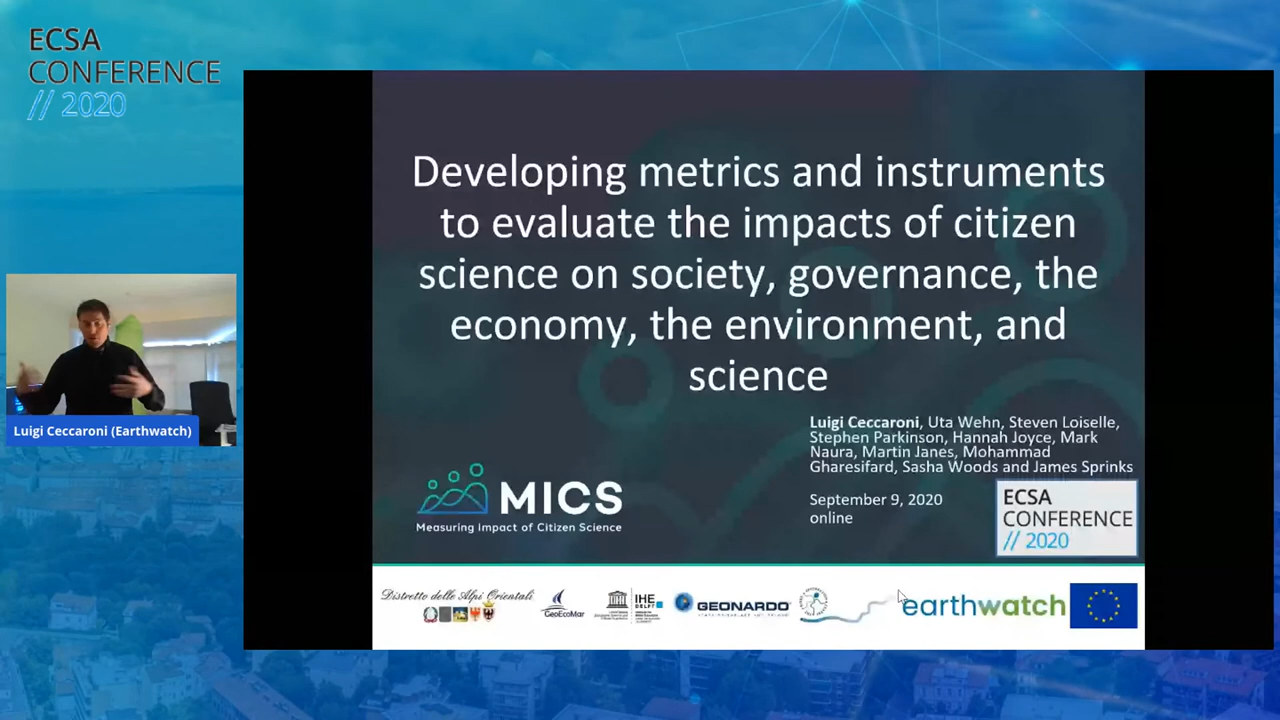 ECSA
CONFERENCE
// 2020
Developing metrics and instruments
to evaluate the impacts of citizen
science on society, governance, the
economy, the environment, and
science
Luigi Ceccaroni, Uta Wehn, Steven Loiselle,
Stephen Parkinson, Hannah Joyce, Mark
Naura, Martin Janes, Mohammad
Gharesifard, Sasha Woods and James Sprinks
September 9, 2020
online
ECSA
CONFERENCE
// 2020
MICS
Measuring Impact of Citizen Science
Luigi Ceccaroni (Earthwatch)
Distretto delle Alpi Orientali
GeoEcoMar
IHE
DELFT
GEONARDO
earthwatch